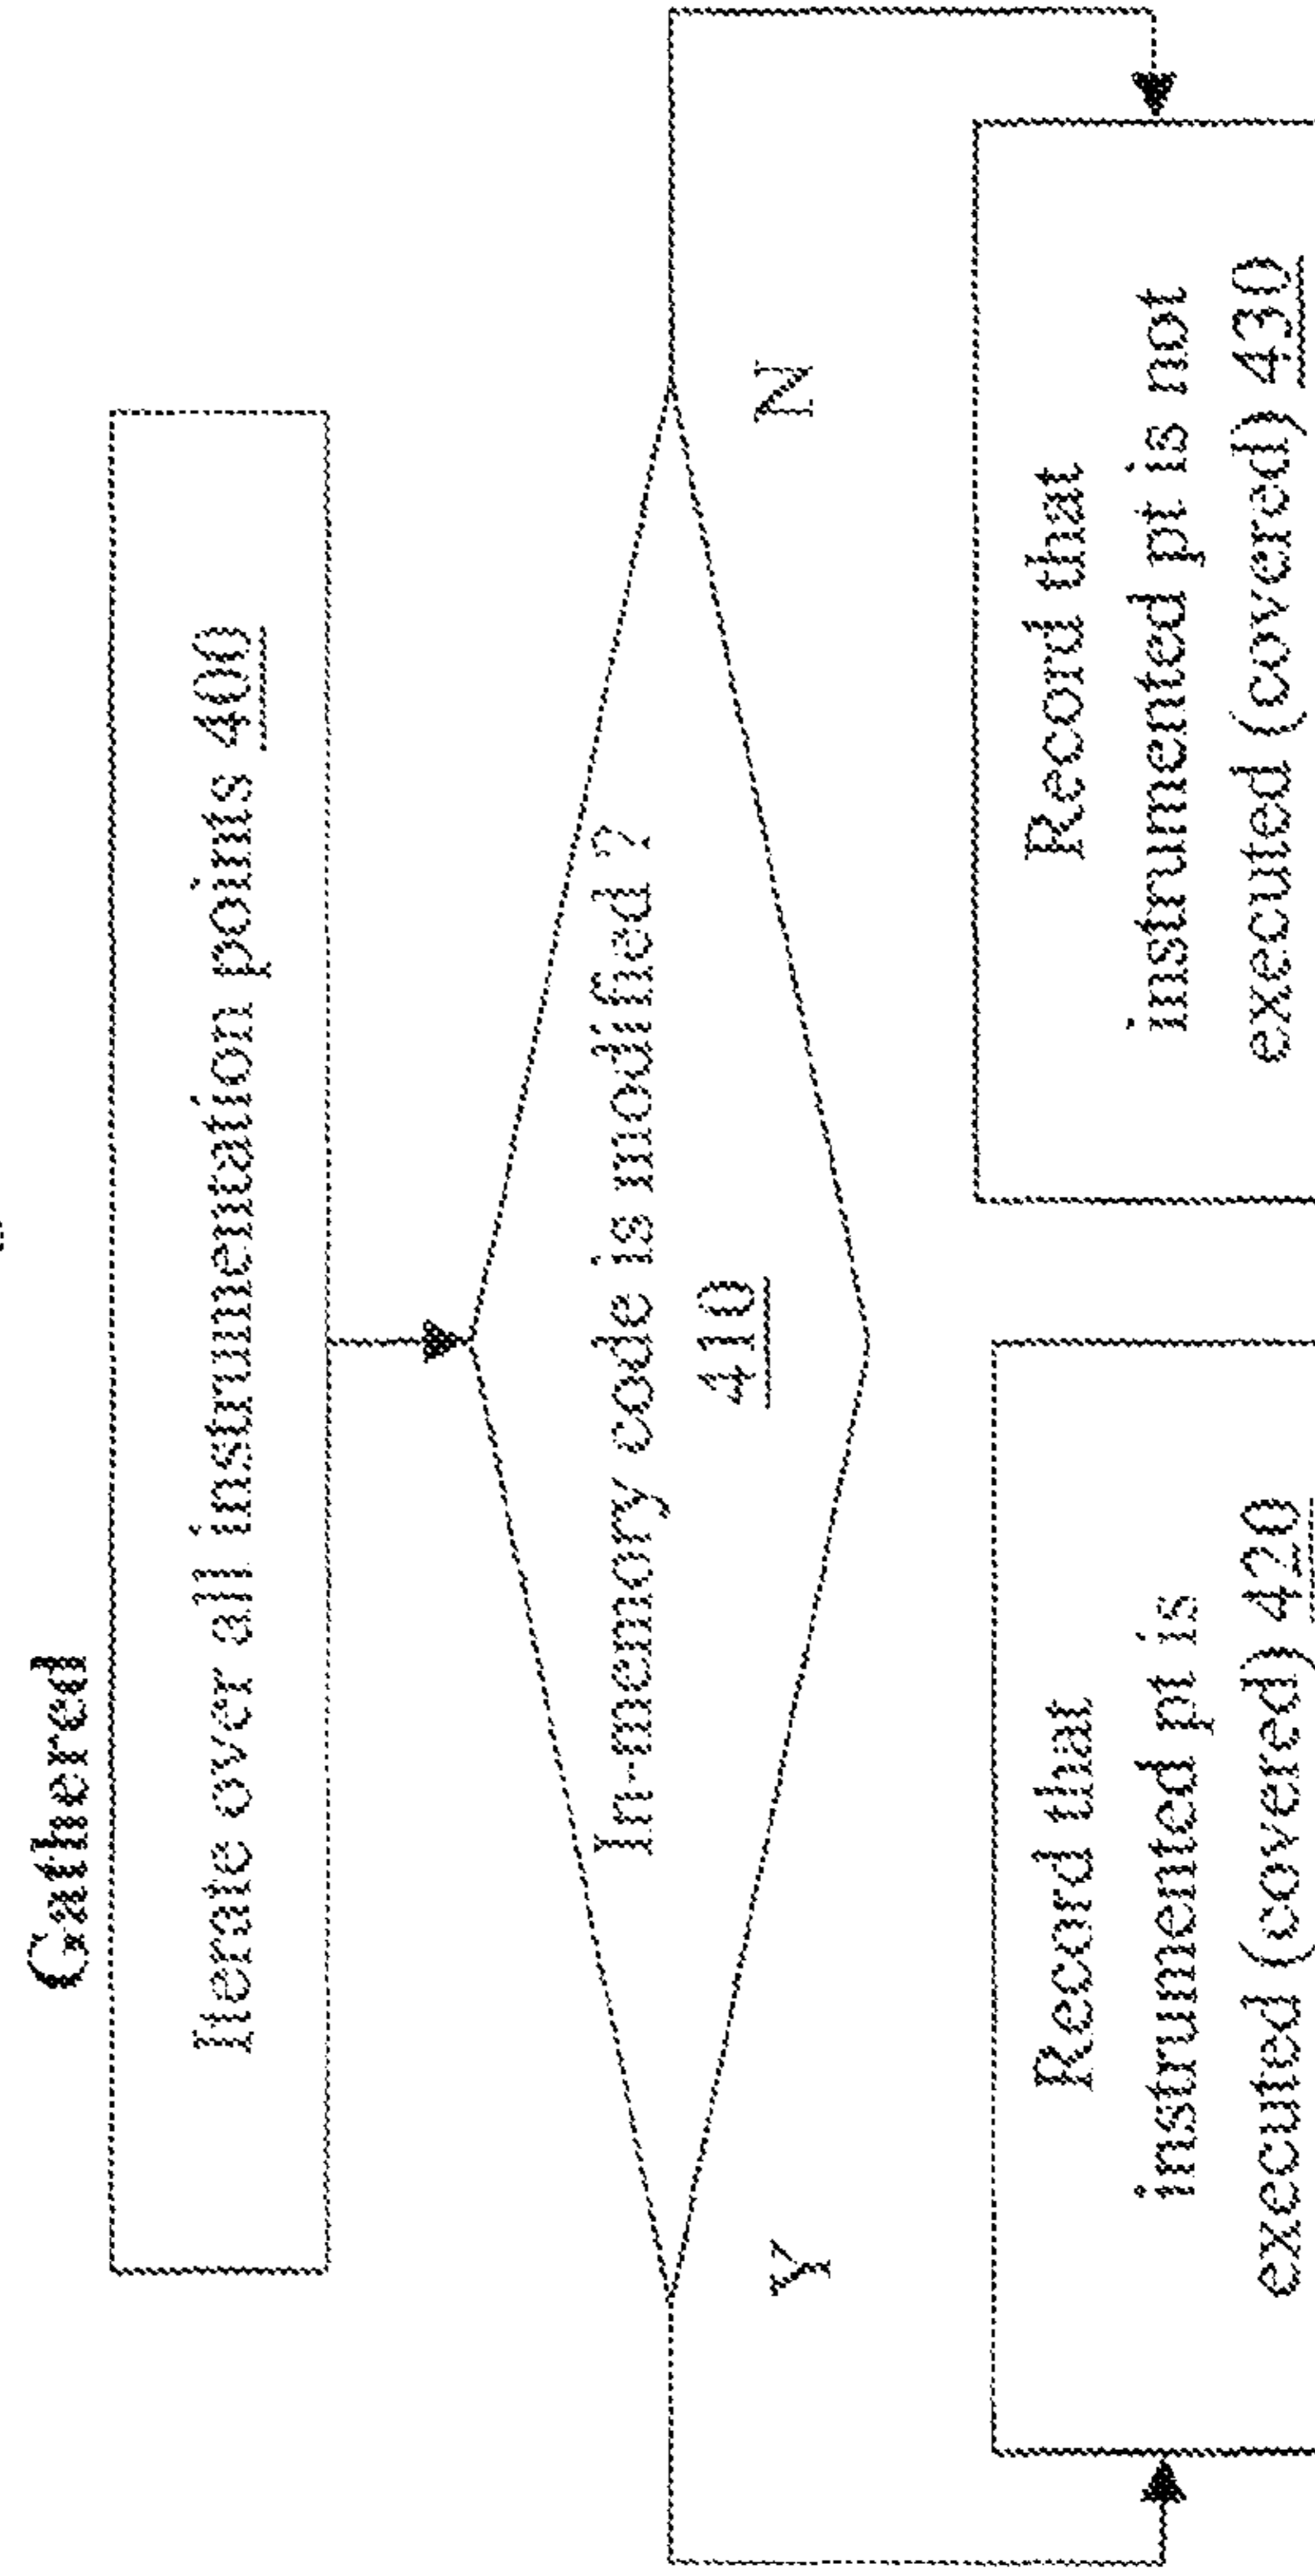 Gathered
Iterate over all instrumentation points 400
In-memory code is modified ?
410
Y
N
Record that
instrumented pt is
executed (covered) 420
Record that
instrumented pt is not
executed (covered) 430